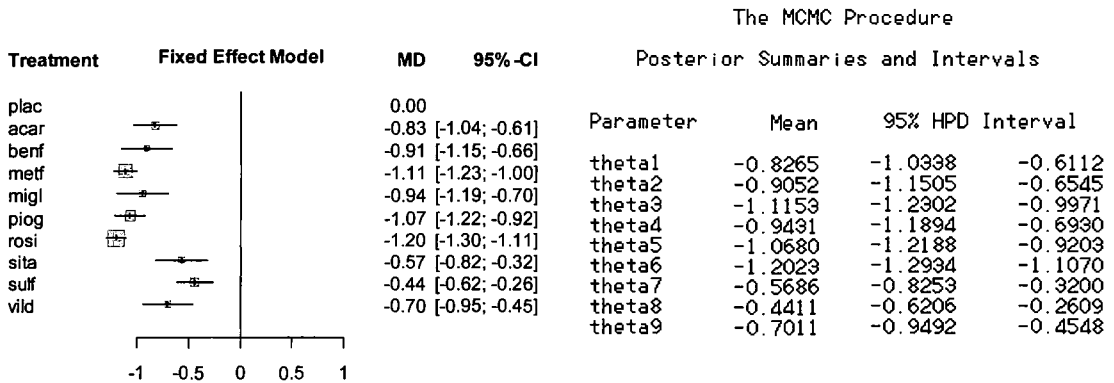 Treatment Fixed Effect Model MD 95%-CI
plac 0.00
acar -0.83 [-1.04; -0.61]
benf -0.91 [-1.15; -0.66]
metf -1.11 [-1.23; -1.00]
migl -0.94 [-1.19; -0.70]
piog -1.07 [-1.22; -0.92]
rosi -1.20 [-1.30; -1.11]
sita -0.57 [-0.82; -0.32]
sulf -0.44 [-0.62; -0.26]
vild -0.70 [-0.95; -0.45]
-1 -0.5 0 0.5 1
The MCMC Procedure
Posterior Summaries and Intervals
Parameter Mean 95% HPD Interval
theta1 -0.8265 -1.0338 -0.6112
theta2 -0.9052 -1.1505 -0.6545
theta3 -1.1153 -1.2302 -0.9971
theta4 -0.9431 -1.1894 -0.6930
theta5 -1.0680 -1.2188 -0.9203
theta6 -1.2023 -1.2934 -1.1070
theta7 -0.5686 -0.8253 -0.3200
theta8 -0.4411 -0.6206 -0.2609
theta9 -0.7011 -0.9492 -0.4548